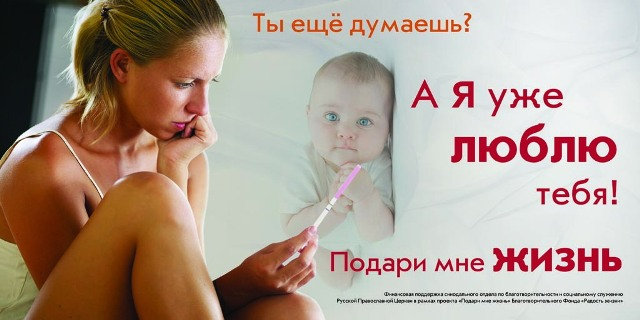 Ты ещё думаешь?
А Я уже
люблю
тебя!
Подари мне жизнь
Финансовая поддержка синодального отдела по благотворительности и социальному служению
Русской Православной Церкви в рамках проекта «Подари мне жизнь» Благотворительного Фонда «Радость жизни»